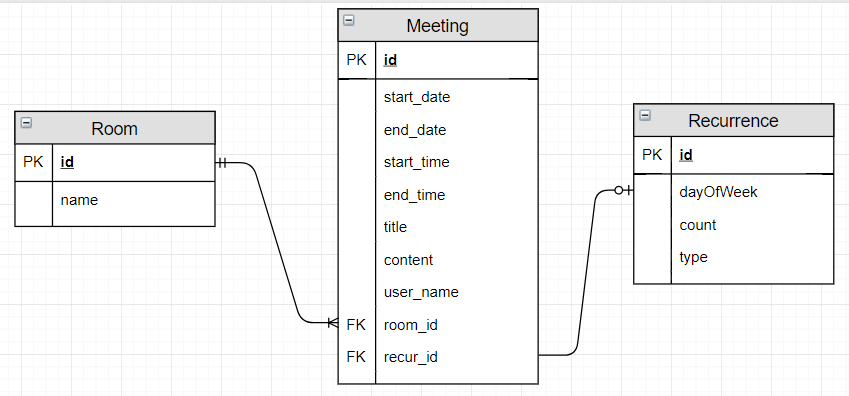 Room
PK id
name
Meeting
PK id
start_date
end_date
start_time
end_time
title
content
user_name
FK room_id
FK recur_id
Recurrence
PK id
dayOfWeek
count
type